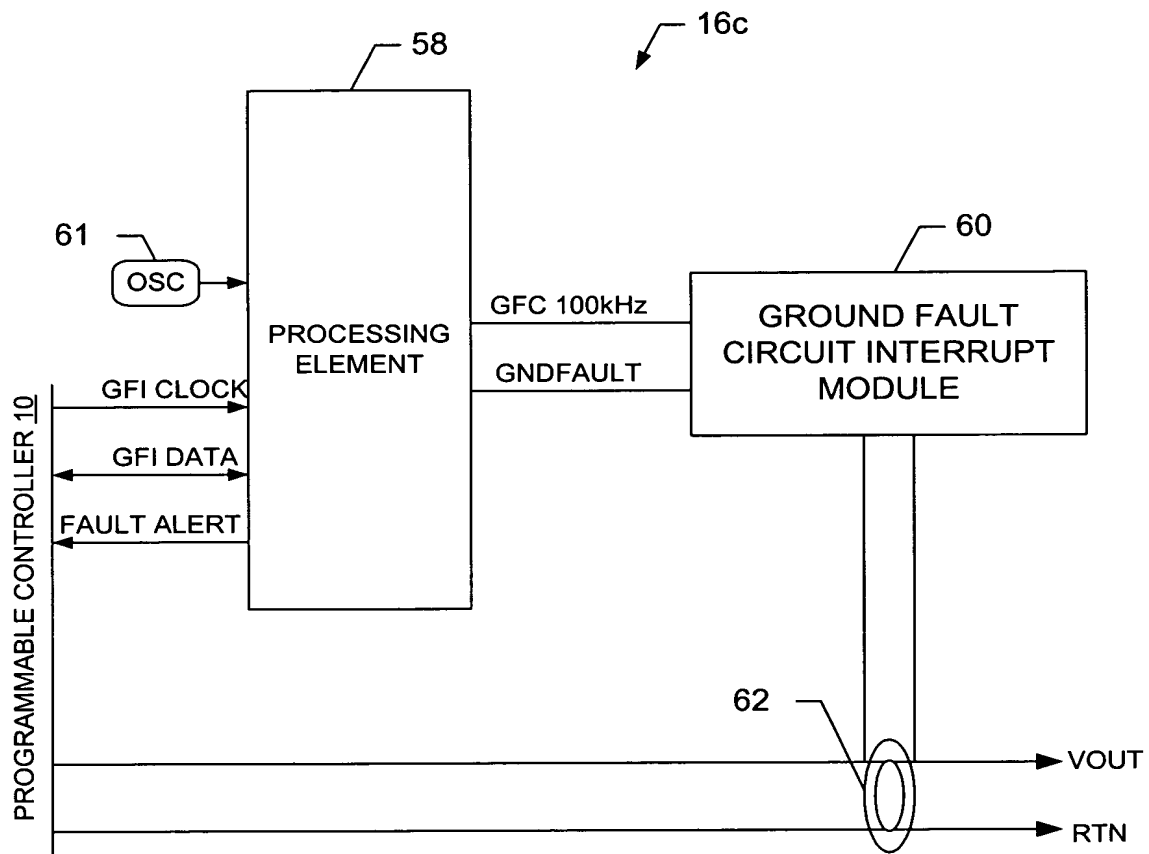 58
16c
61
OSC
60
PROCESSING
ELEMENT
GFC 100kHz
GNDFAULT
GROUND FAULT
CIRCUIT INTERRUPT
MODULE
PROGRAMMABLE CONTROLLER 10
GFI CLOCK
GFI DATA
FAULT ALERT
62
VOUT
RTN